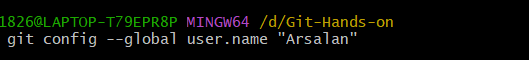 1826@LAPTOP-T79EPR8P MINGW64 /d/Git-Hands-on
git config --global user.name "Arsalan"